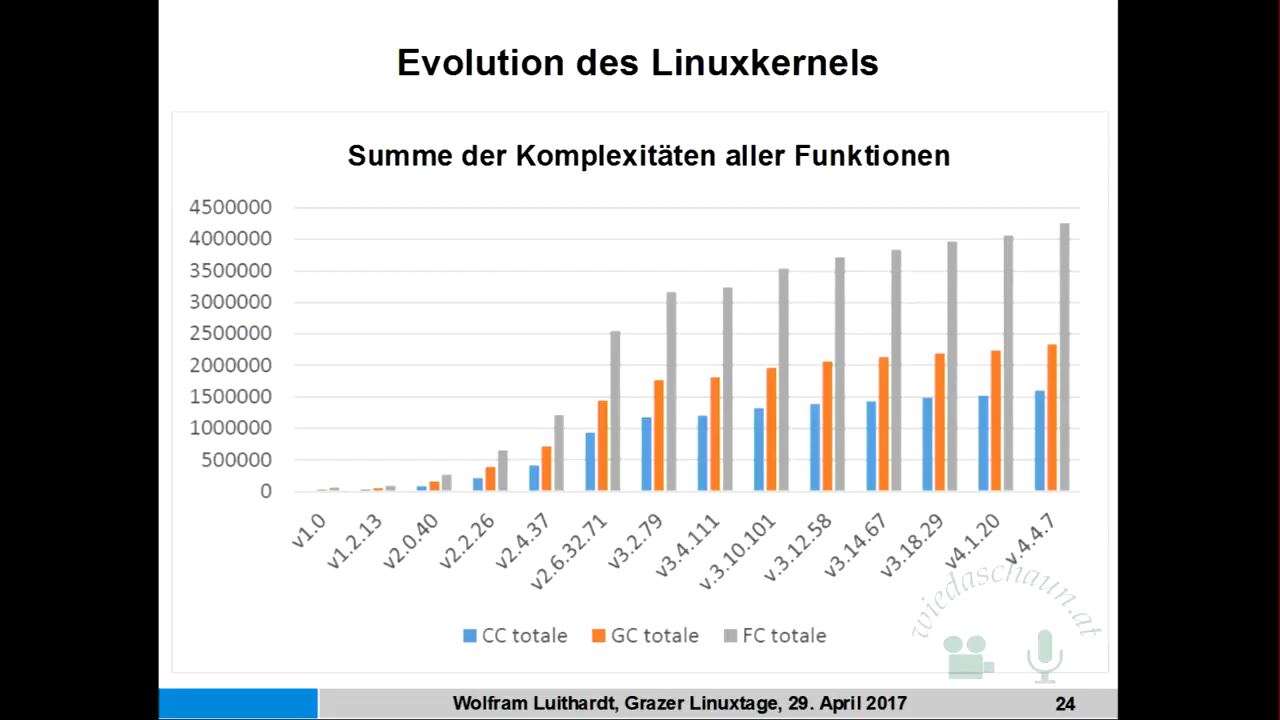 Evolution des Linuxkernels
Summe der Komplexitäten aller Funktionen
4500000
4000000
3500000
3000000
2500000
2000000
1500000
1000000
500000
0
v1.0
v1.2.13
v2.0.40
v2.2.26
v2.4.37
v2.6.32.71
v3.2.79
v3.4.111
v.3.10.101
v.3.12.58
v3.14.67
v3.18.29
v4.1.20
v.4.4.7
CC totale GC totale FC totale
wiedaschaun.at
Wolfram Luithardt, Grazer Linuxtage, 29. April 2017 24